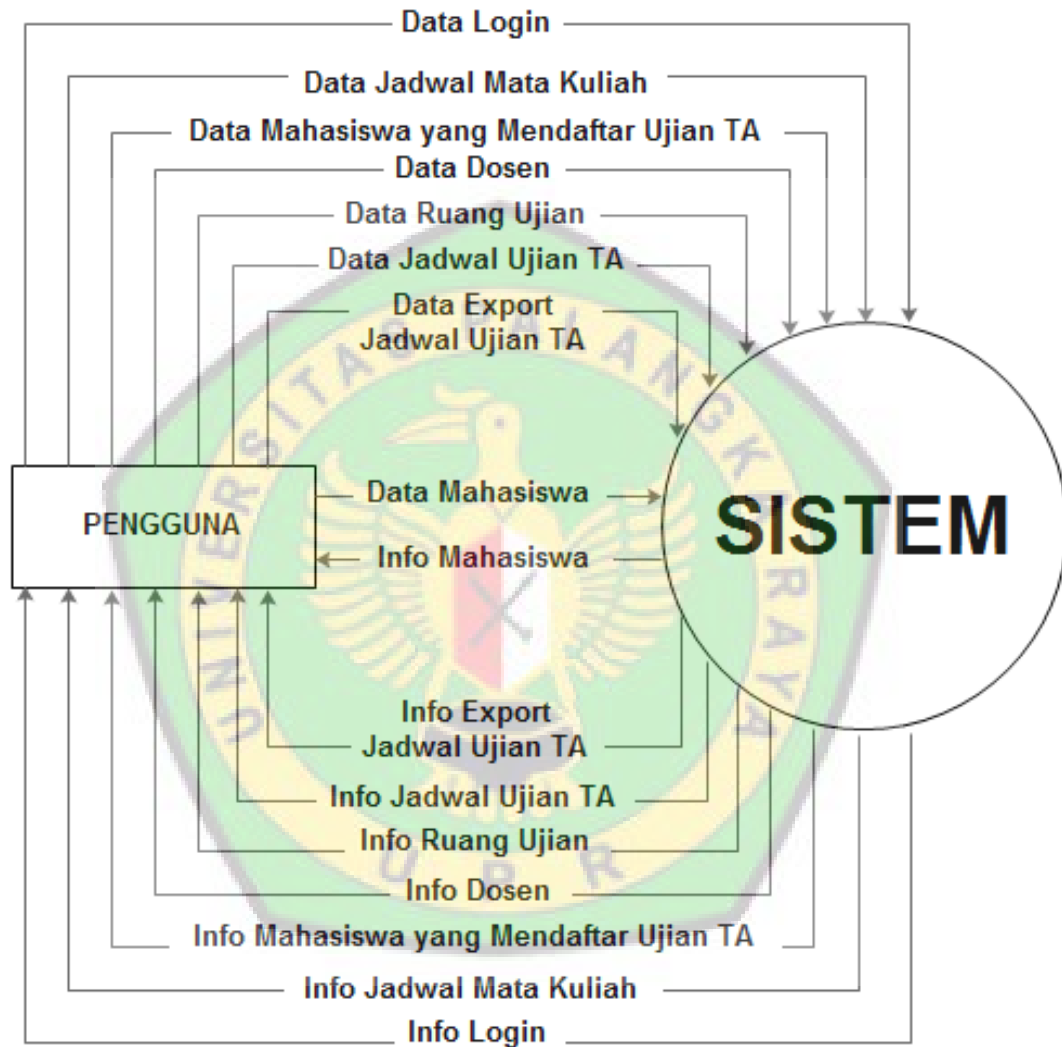 Data Login
Data Jadwal Mata Kuliah
Data Mahasiswa yang Mendaftar Ujian TA
Data Dosen
Data Ruang Ujian
Data Jadwal Ujian TA
Data Export
Jadwal Ujian TA
UNIVERSITAS PALANGKARAYA
Data Mahasiswa
PENGGUNA
SISTEM
Info Mahasiswa
Info Export
Jadwal Ujian TA
Info Jadwal Ujian TA
Info Ruang Ujian
UPR
Info Dosen
Info Mahasiswa yang Mendaftar Ujian TA
Info Jadwal Mata Kuliah
Info Login